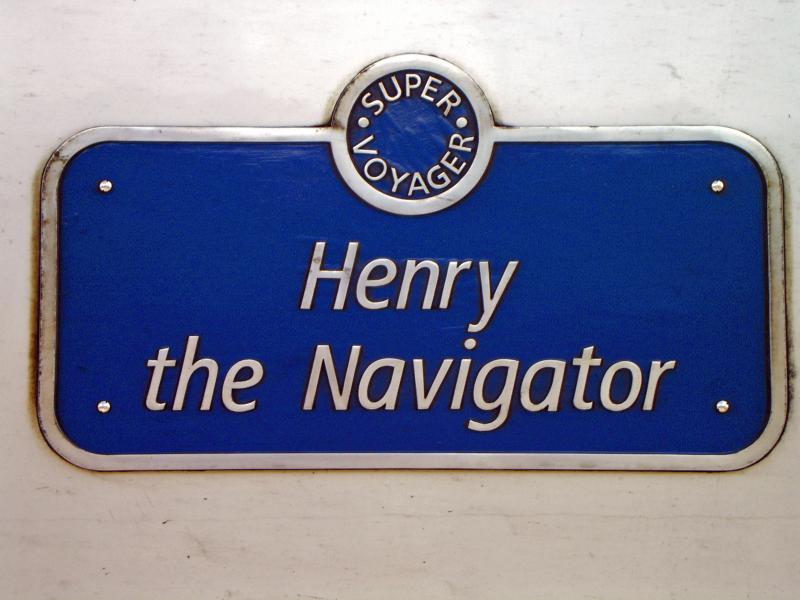 SUPER
VOYAGER
Henry
the Navigator